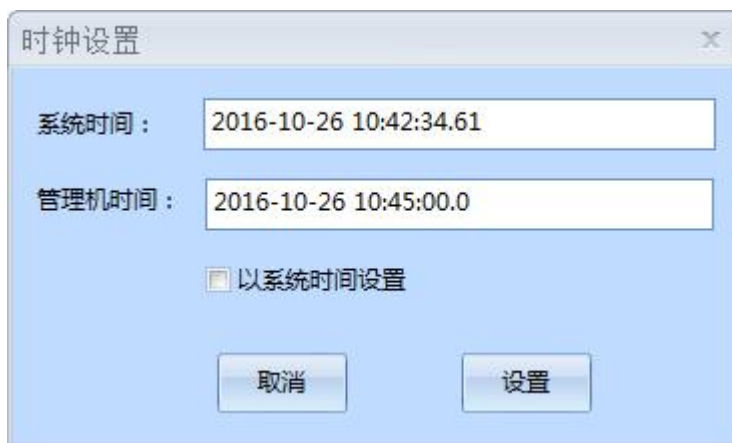 时钟设置
系统时间： 2016-10-26 10:42:34.61
管理机时间： 2016-10-26 10:45:00.0
以系统时间设置
取消 设置